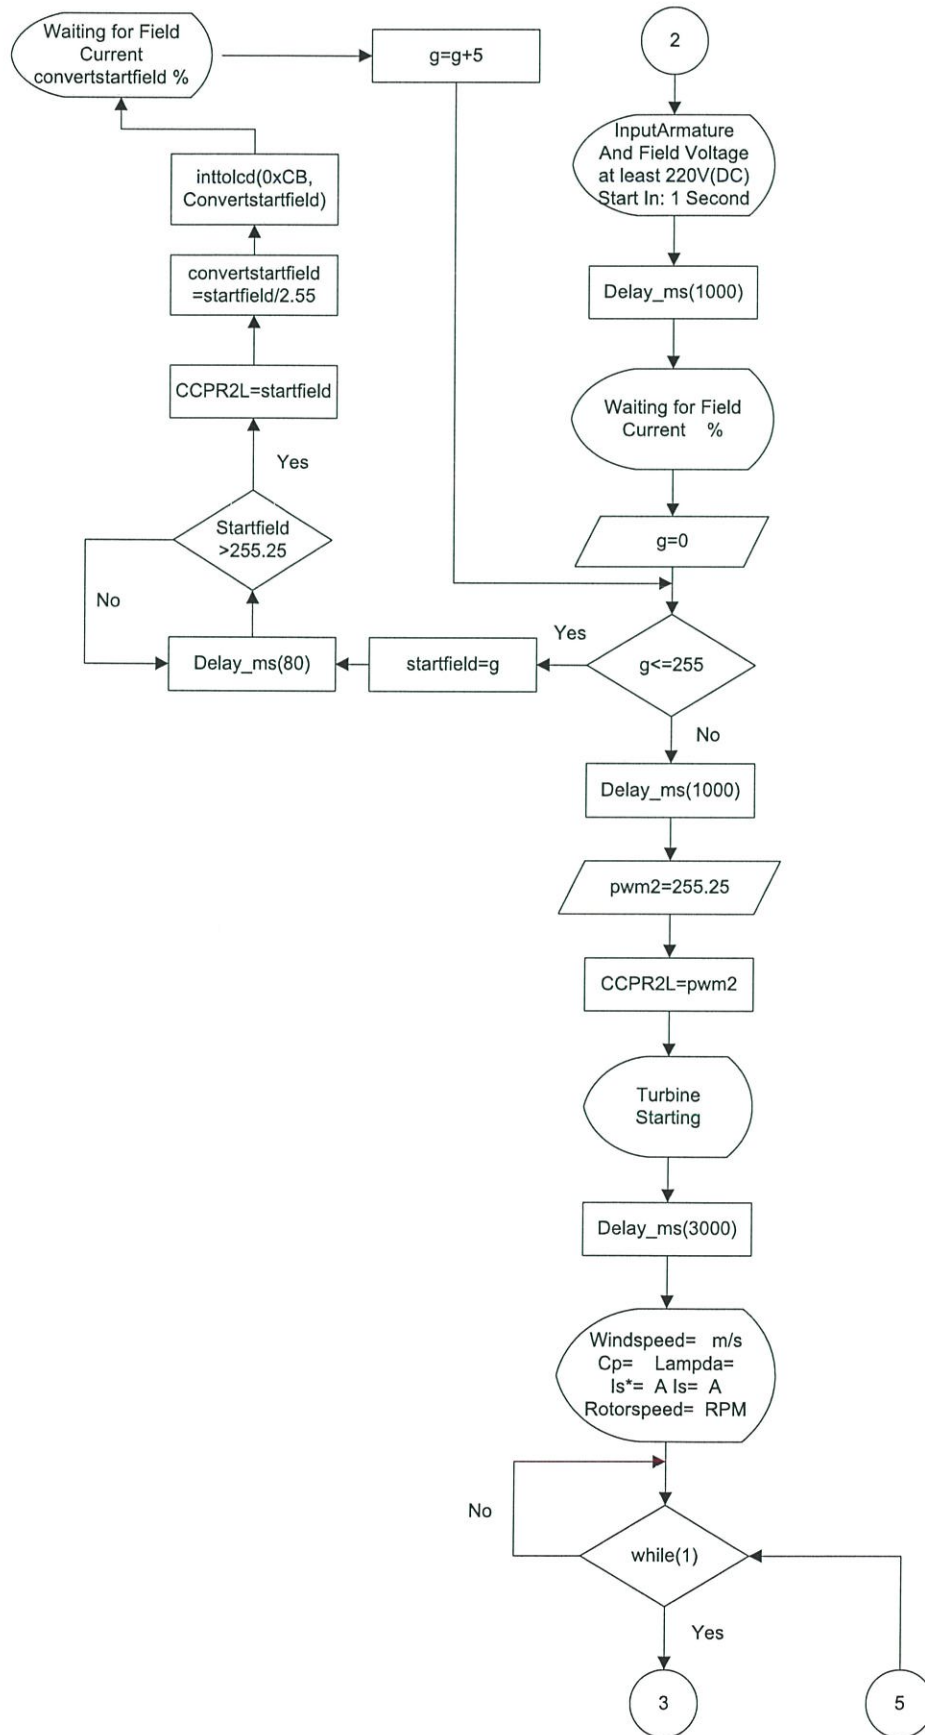 2
InputArmature
And Field Voltage
at least 220V(DC)
Start In: 1 Second
Delay_ms(1000)
Waiting for Field
Current %
g=0
g<=255
Yes
startfield=g
Delay_ms(80)
Startfield
>255.25
No
Yes
CCPR2L=startfield
convertstartfield
=startfield/2.55
inttolcd(0xCB,
Convertstartfield)
Waiting for Field
Current
convertstartfield %
g=g+5
No
Delay_ms(1000)
pwm2=255.25
CCPR2L=pwm2
Turbine
Starting
Delay_ms(3000)
Windspeed= m/s
Cp= Lampda=
Is*= A Is= A
Rotorspeed= RPM
No
while(1)
Yes
3
5